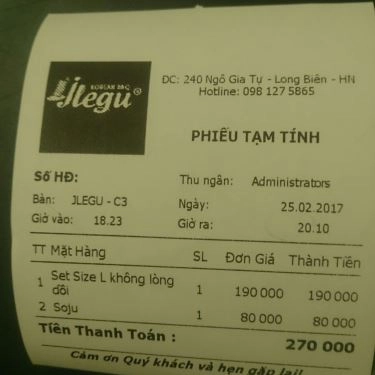 KOREAN BBQ
Jlegu®
ĐC: 240 Ngô Gia Tự - Long Biên - HN
Hotline: 098 127 5865
PHIẾU TẠM TÍNH
Số HĐ:
Thu ngân: Administrators
Bàn: JLEGU - C3 Ngày: 25.02.2017
Giờ vào: 18.23 Giờ ra: 20.10
TT Mặt Hàng SL Đơn Giá Thành Tiền
1 Set Size L không lòng dôi 1 190 000 190 000
2 Soju 1 80 000 80 000
Tiền Thanh Toán : 270 000
Cảm ơn Quý khách và hẹn gặp lại!